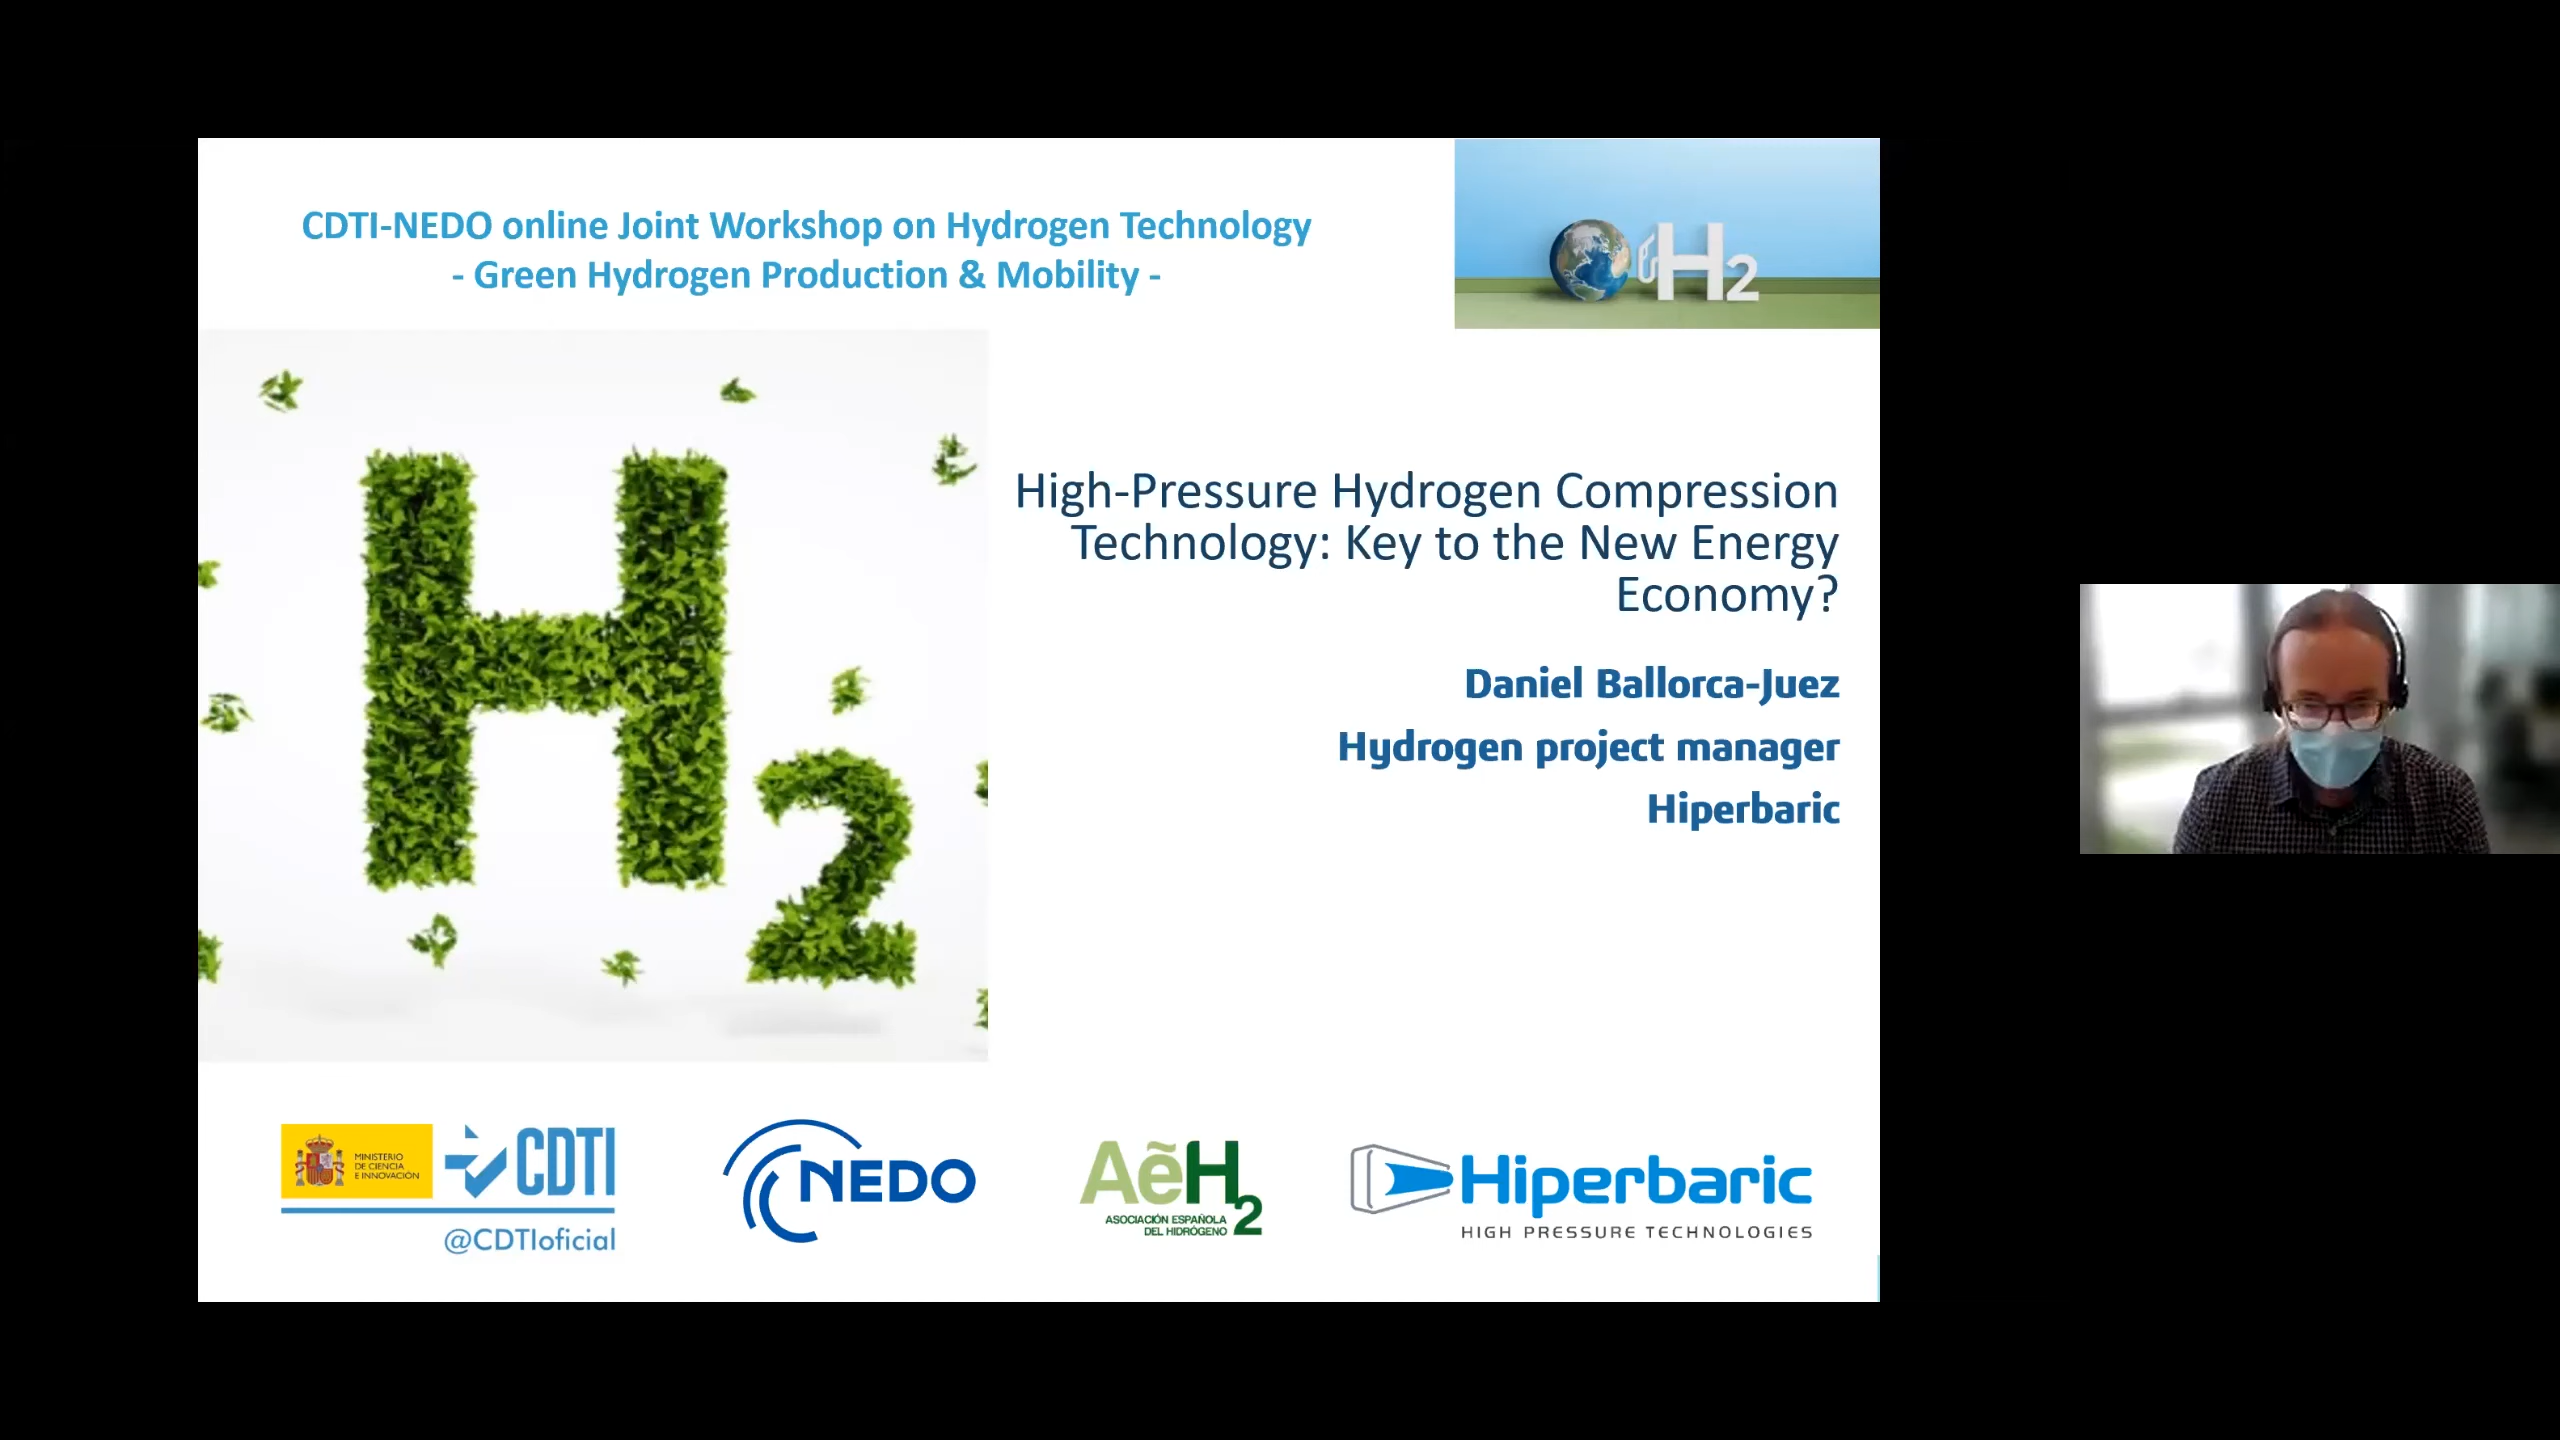 CDTI-NEDO online Joint Workshop on Hydrogen Technology
- Green Hydrogen Production & Mobility -
H2
H2
High-Pressure Hydrogen Compression
Technology: Key to the New Energy
Economy?
Daniel Ballorca-Juez
Hydrogen project manager
Hiperbaric
MINISTERIO
DE CIENCIA
E INNOVACIÓN
CDTI
@CDTIoficial
NEDO
AẽH2
ASOCIACIÓN ESPAÑOLA
DEL HIDRÓGENO
Hiperbaric
HIGH PRESSURE TECHNOLOGIES